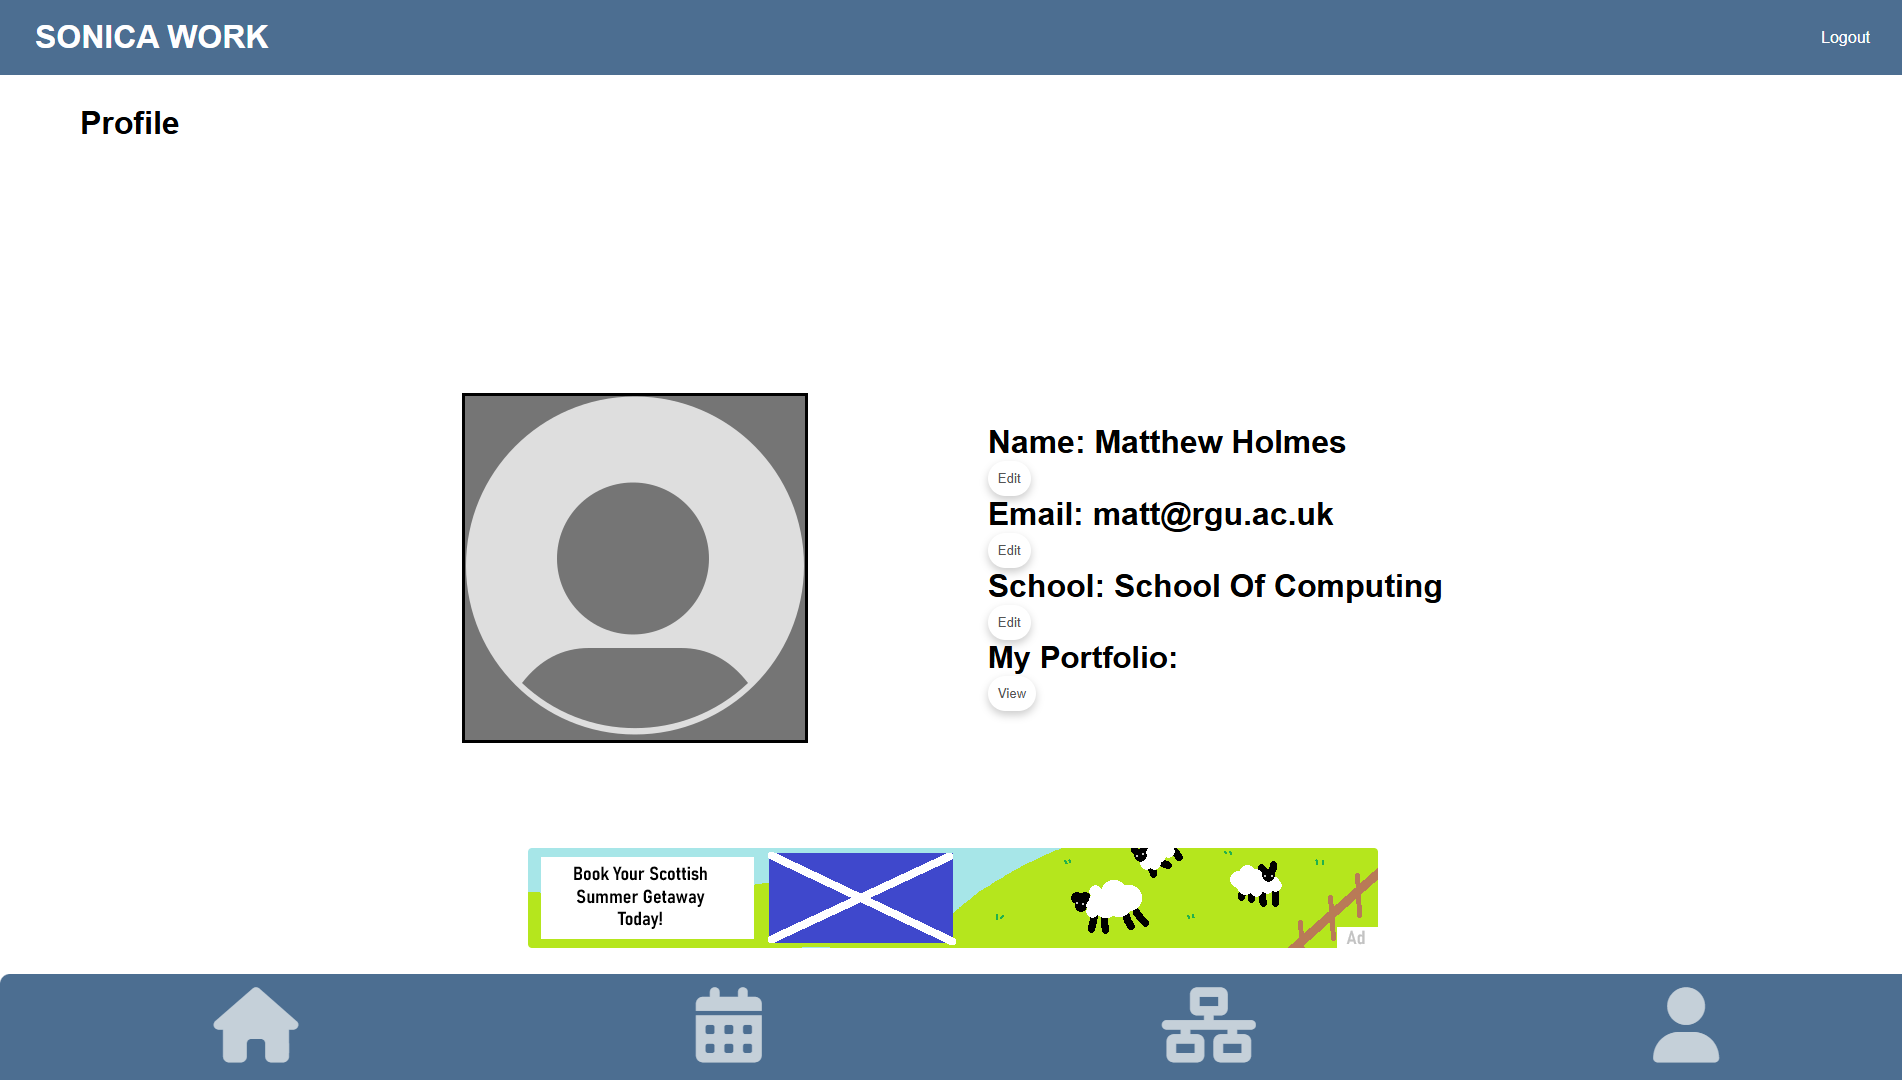 SONICA WORK
Logout
Profile
Name: Matthew Holmes
Edit
Email: matt@rgu.ac.uk
Edit
School: School Of Computing
Edit
My Portfolio:
View
Book Your Scottish
Summer Getaway
Today!
Ad